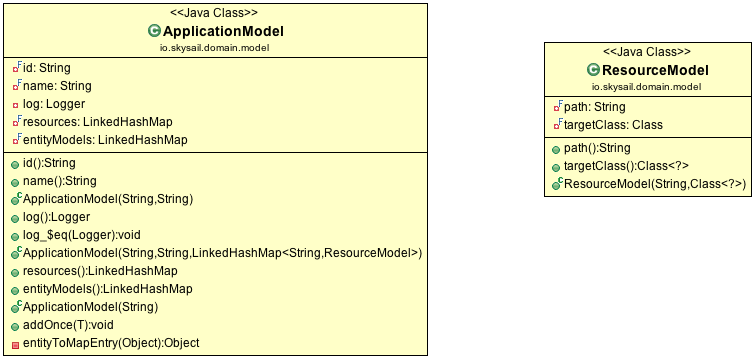 <<Java Class>>
ApplicationModel
io.skysail.domain.model
id: String
name: String
log: Logger
resources: LinkedHashMap
entityModels: LinkedHashMap
id():String
name():String
ApplicationModel(String,String)
log():Logger
log_$eq(Logger):void
ApplicationModel(String,String,LinkedHashMap<String,ResourceModel>)
resources():LinkedHashMap
entityModels():LinkedHashMap
ApplicationModel(String)
addOnce(T):void
entityToMapEntry(Object):Object
<<Java Class>>
ResourceModel
io.skysail.domain.model
path: String
targetClass: Class
path():String
targetClass():Class<?>
ResourceModel(String,Class<?>)